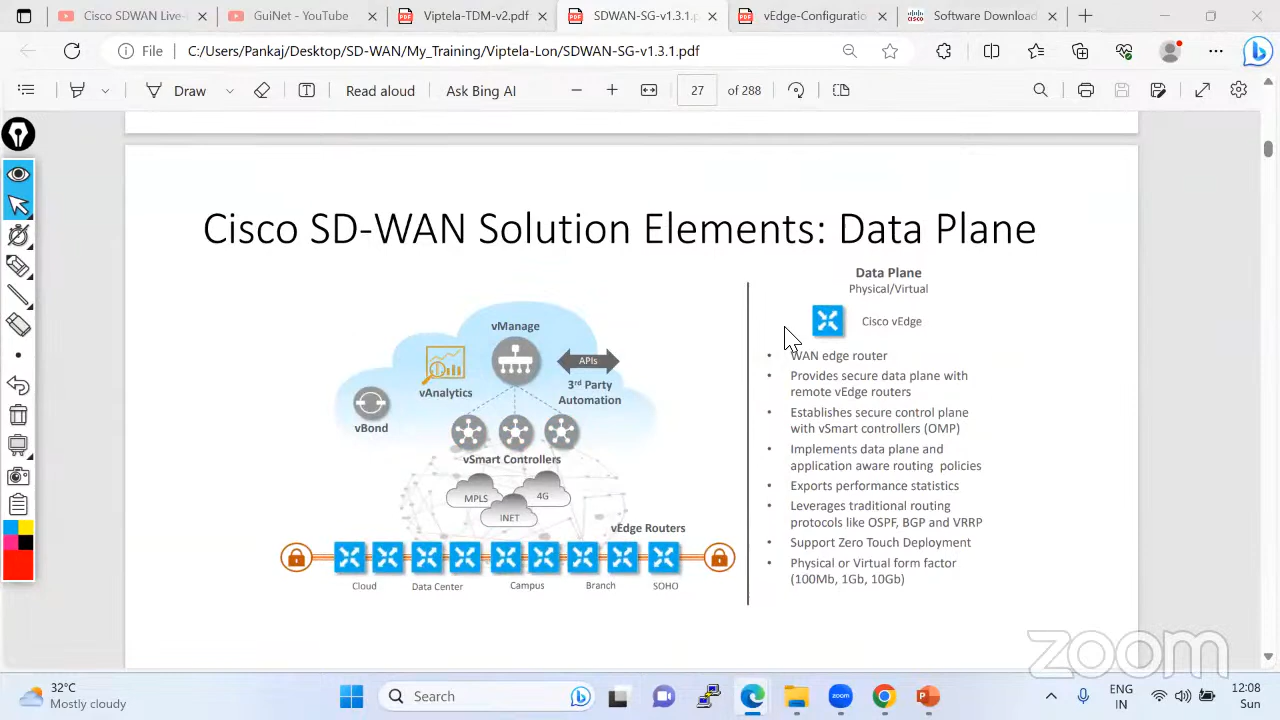 Cisco SDWAN Live-
GuiNet - YouTube
Viptela-TDM-v2.pdf
SDWAN-SG-v1.3.1.p
vEdge-Configuratio
Software Download
File
C:/Users/Pankaj/Desktop/SD-WAN/My_Training/Viptela-Lon/SDWAN-SG-v1.3.1.pdf
Draw
Read aloud
Ask Bing AI
27
of 288
Cisco SD-WAN Solution Elements: Data Plane
Data Plane
Physical/Virtual
Cisco vEdge
• WAN edge router
• Provides secure data plane with
remote vEdge routers
• Establishes secure control plane
with vSmart controllers (OMP)
• Implements data plane and
application aware routing policies
• Exports performance statistics
• Leverages traditional routing
protocols like OSPF, BGP and VRRP
• Support Zero Touch Deployment
• Physical or Virtual form factor
(100Mb, 1Gb, 10Gb)
vManage
APIs
3rd Party
Automation
vAnalytics
vBond
vSmart Controllers
MPLS
4G
INET
vEdge Routers
Cloud
Data Center
Campus
Branch
SOHO
zoom
32°C
Mostly cloudy
Search
zoom
ENG
IN
12:08
Sun